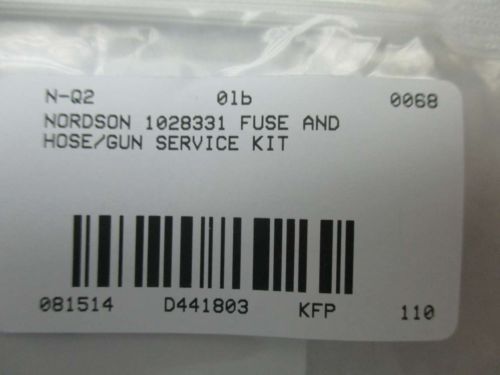 N-Q2 01b 0068
NORDSON 1028331 FUSE AND
HOSE/GUN SERVICE KIT
081514 D441803 KFP 110